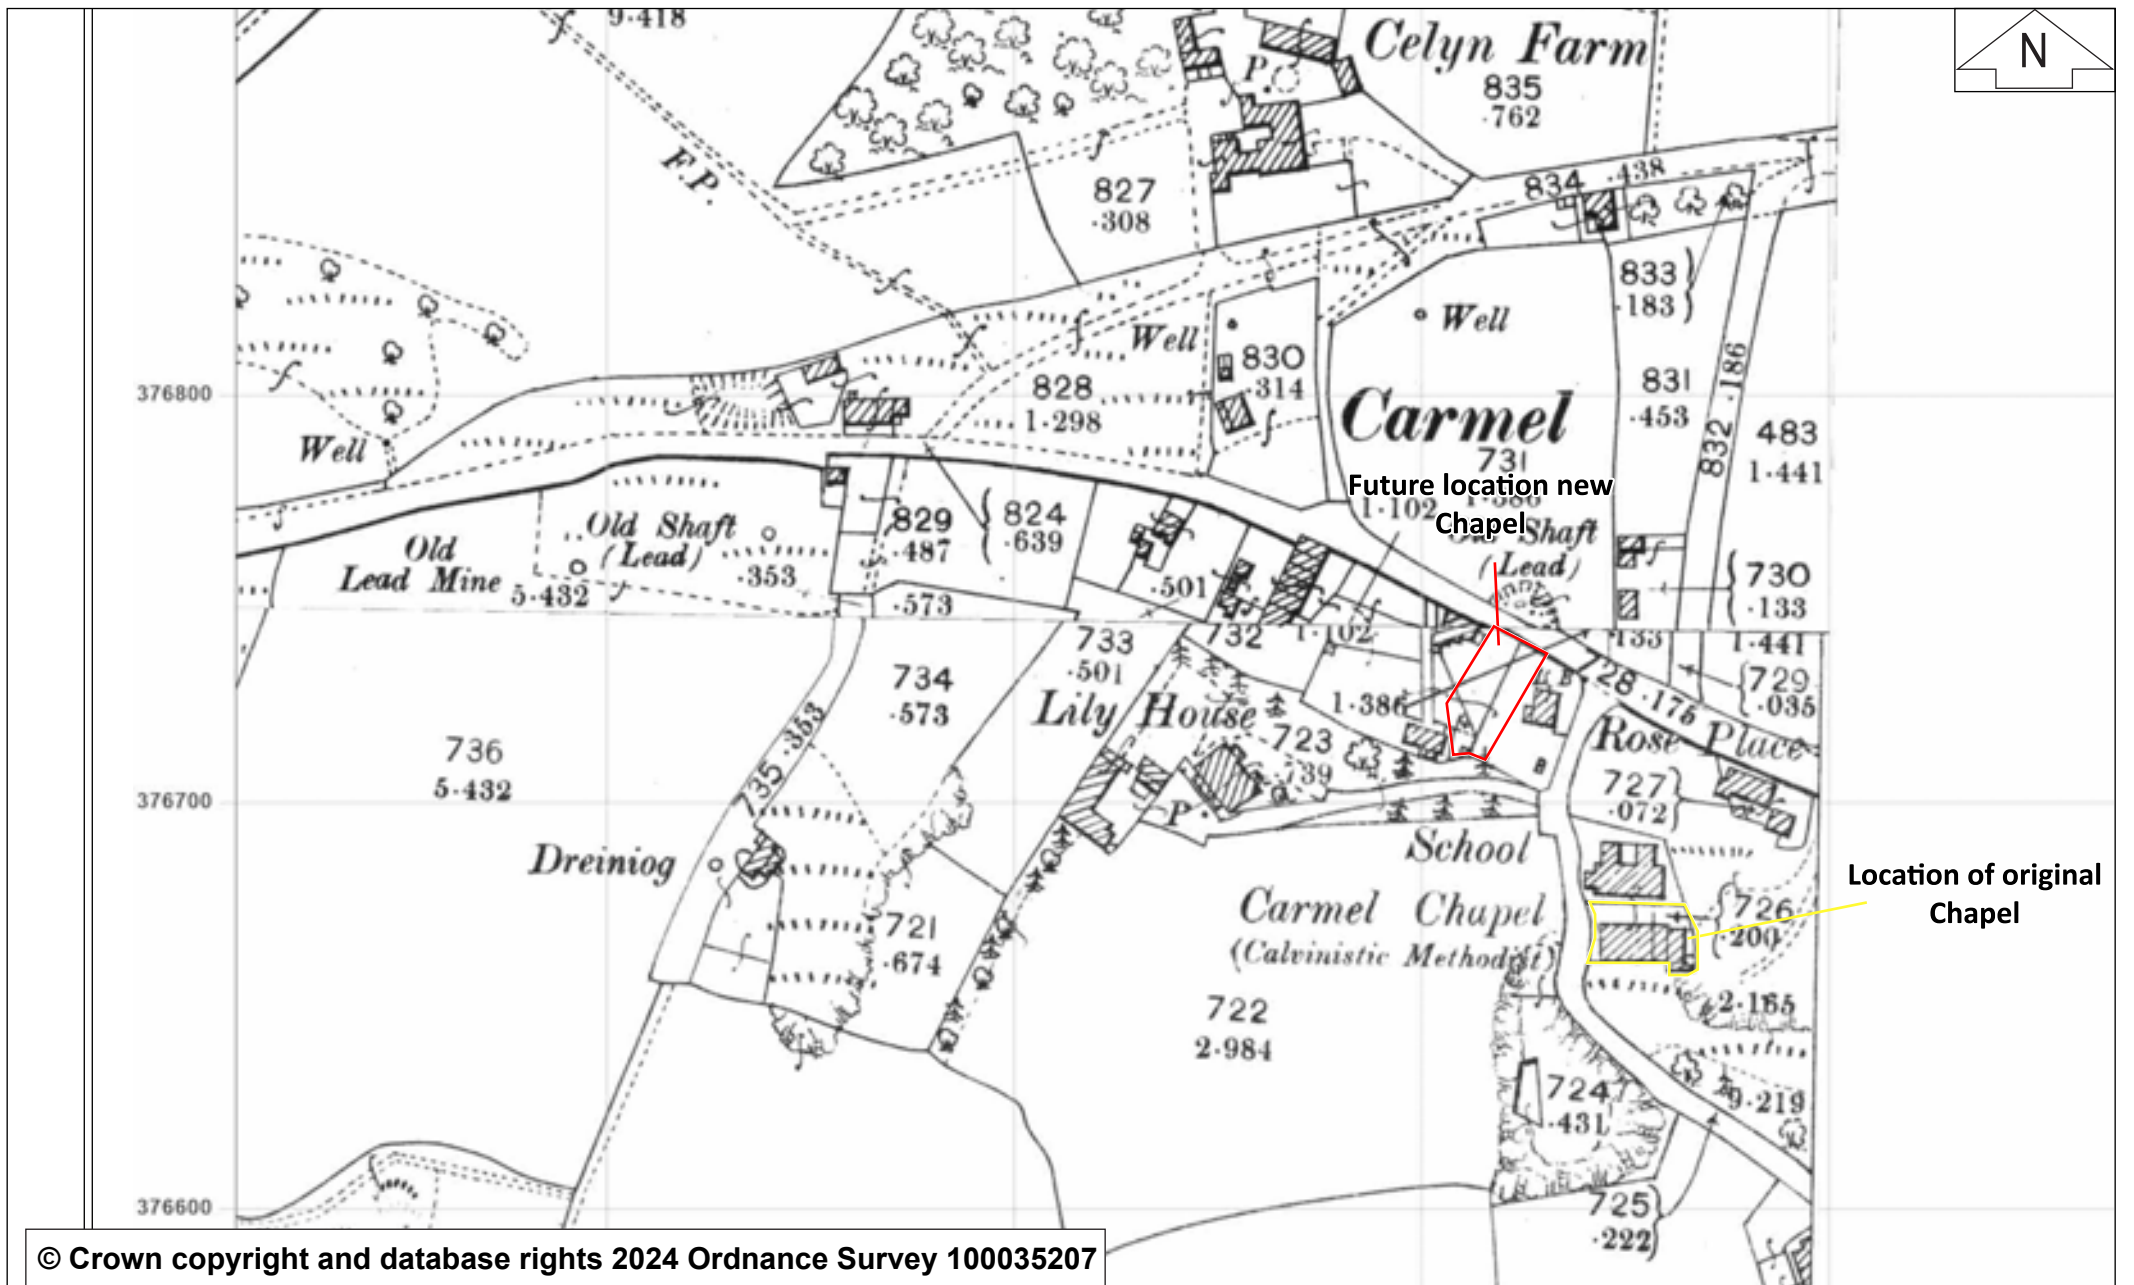 9·418
N
Celyn Farm
835
·762
P
F.P.
834 ·438
827
·308
833
·183
Well
Well
830
·314
828
1·298
831
·453
832 ·186
483
1·441
Carmel
731
Well
Future location new
Chapel
1·102
Old Shaft
(Lead)
376800
Old
Lead Mine
5·432
Old Shaft
(Lead)
·353
829
·487
824
·639
·573
·501
730
·133
733
·501
732
1·102
133
1·441
729
·035
734
·573
Lily House
1·386
28 ·175
B
Rose Place
736
5·432
735 ·353
723
·739
B
727
·072
376700
P
Dreiniog
School
Location of original
Chapel
Carmel Chapel
(Calvinistic Methodist)
726
·200
721
·674
722
2·984
2·165
724
·431
9·219
376600
725
·222
© Crown copyright and database rights 2024 Ordnance Survey 100035207